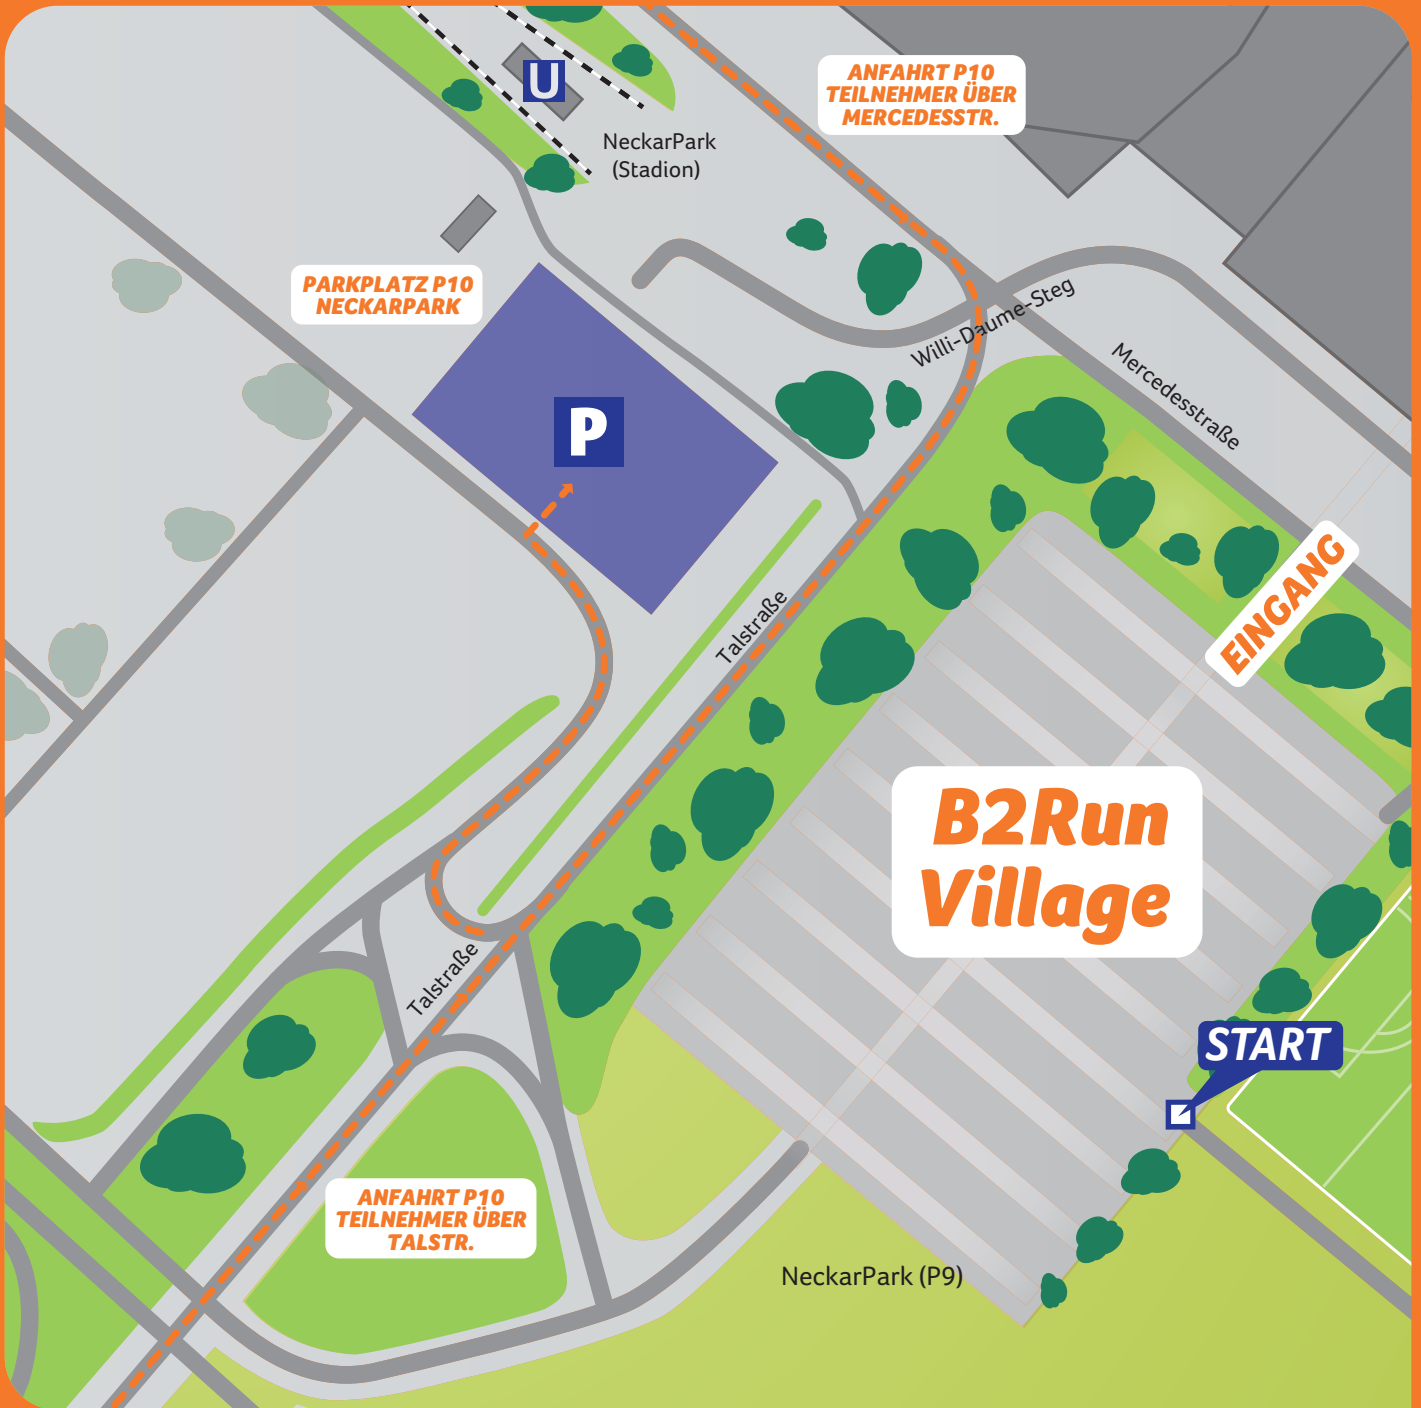 U
NeckarPark
(Stadion)
ANFAHRT P10
TEILNEHMER ÜBER
MERCEDESSTR.
PARKPLATZ P10
NECKARPARK
P
Willi-Daume-Steg
Mercedesstraße
EINGANG
Talstraße
B2Run
Village
Talstraße
START
ANFAHRT P10
TEILNEHMER ÜBER
TALSTR.
NeckarPark (P9)